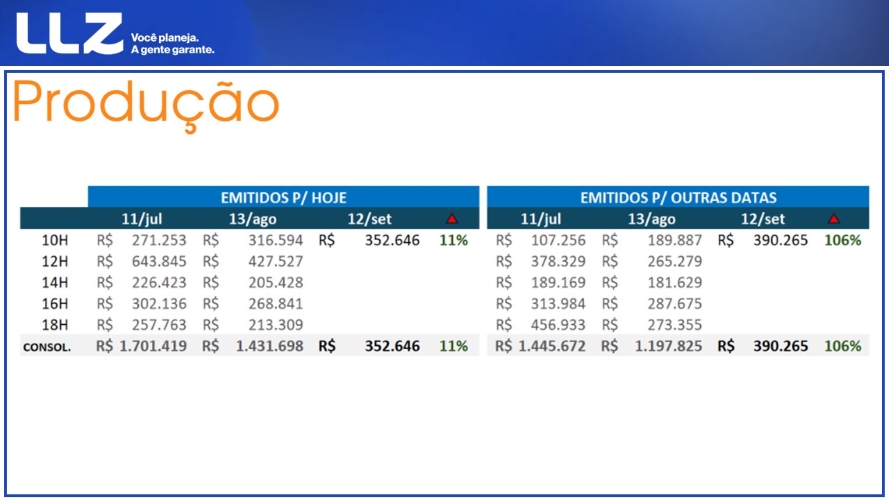 LLZ Você planeja.
A gente garante.
Produção
EMITIDOS P/ HOJE EMITIDOS P/ OUTRAS DATAS
11/jul 13/ago 12/set 11/jul 13/ago 12/set
10H R$ 271.253 R$ 316.594 R$ 352.646 11% R$ 107.256 R$ 189.887 R$ 390.265 106%
12H R$ 643.845 R$ 427.527 R$ 378.329 R$ 265.279
14H R$ 226.423 R$ 205.428 R$ 189.169 R$ 181.629
16H R$ 302.136 R$ 268.841 R$ 313.984 R$ 287.675
18H R$ 257.763 R$ 213.309 R$ 456.933 R$ 273.355
CONSOL. R$ 1.701.419 R$ 1.431.698 R$ 352.646 11% R$ 1.445.672 R$ 1.197.825 R$ 390.265 106%